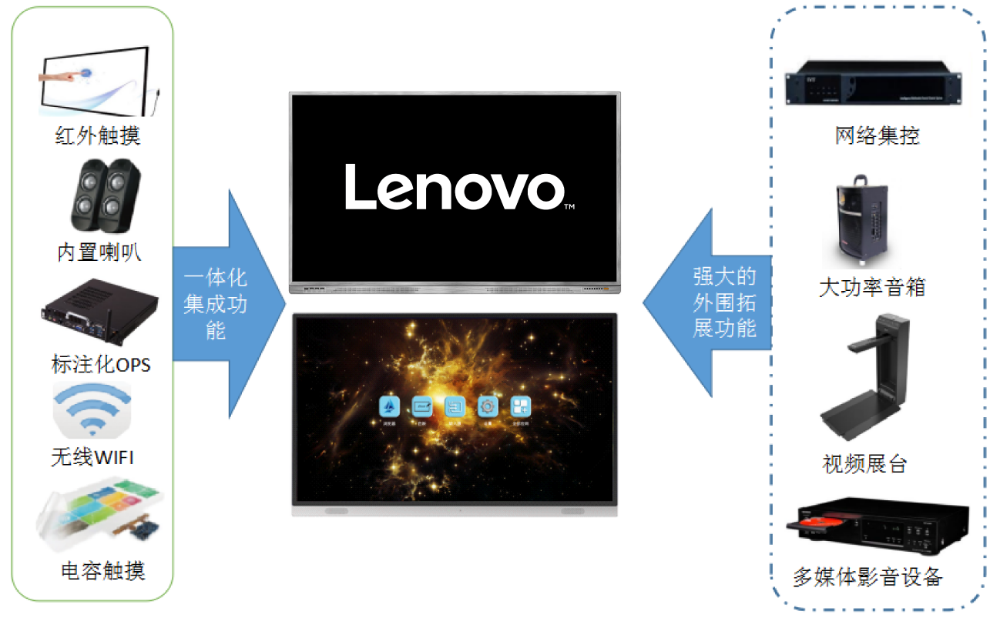 红外触摸
内置喇叭
标注化OPS
无线WIFI
电容触摸
一体化
集成功
能
Lenovo™
强大的
外围拓
展功能
网络集控
大功率音箱
视频展台
多媒体影音设备